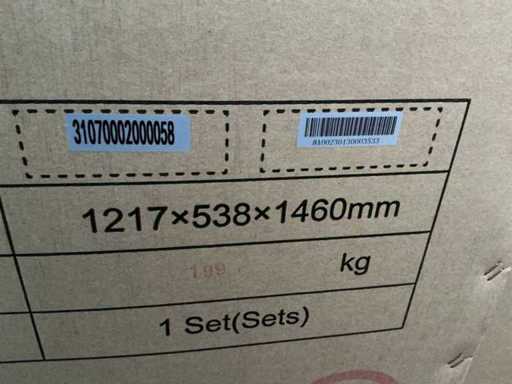 31070002000058
1217×538×1460mm
199 kg
1 Set(Sets)